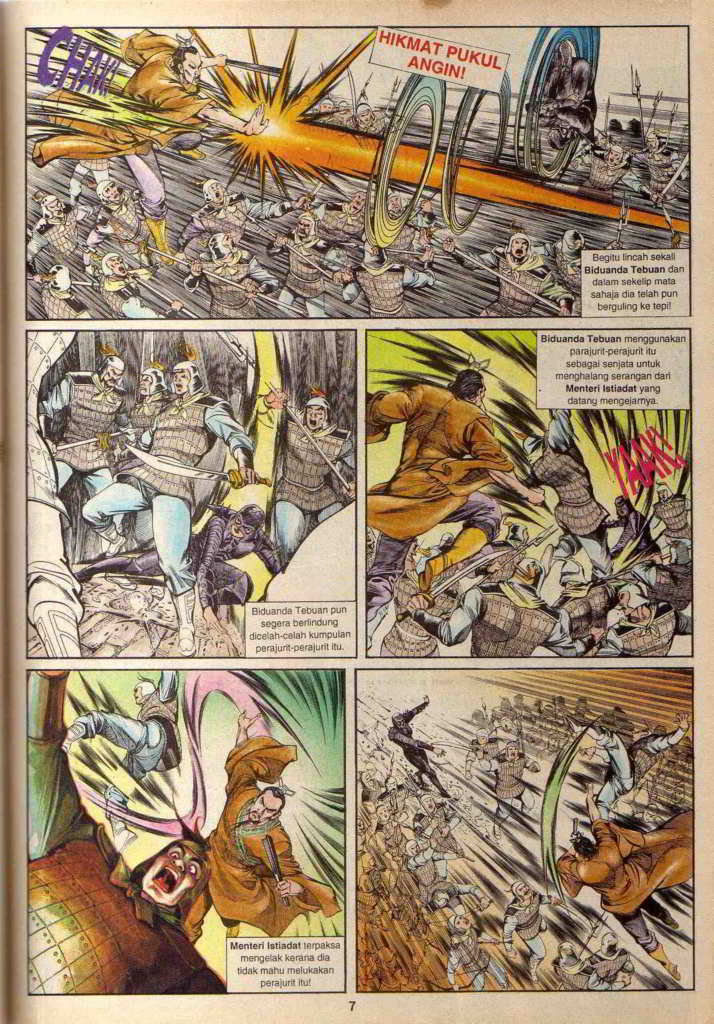 CHAK!
HIKMAT PUKUL
ANGIN!
Begitu lincah sekali
Biduanda Tebuan dan
dalam sekelip mata
sahaja dia telah pun
berguling ke tepi!
Biduanda Tebuan pun
segera berlindung
dicelah-celah kumpulan
perajurit-perajurit itu.
Biduanda Tebuan menggunakan
parajurit-perajurit itu
sebagai senjata untuk
menghalang serangan dari
Menteri Istiadat yang
datang mengejarnya.
YAAK!
Menteri Istiadat terpaksa
mengelak kerana dia
tidak mahu melukakan
perajurit itu!
7